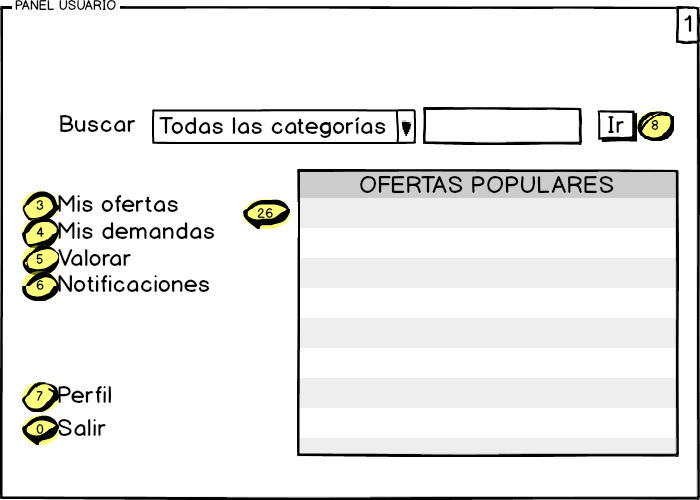 PANEL USUARIO
1
Buscar Todas las categorías Ir 8
OFERTAS POPULARES
3 Mis ofertas 26
4 Mis demandas
5 Valorar
6 Notificaciones
7 Perfil
0 Salir